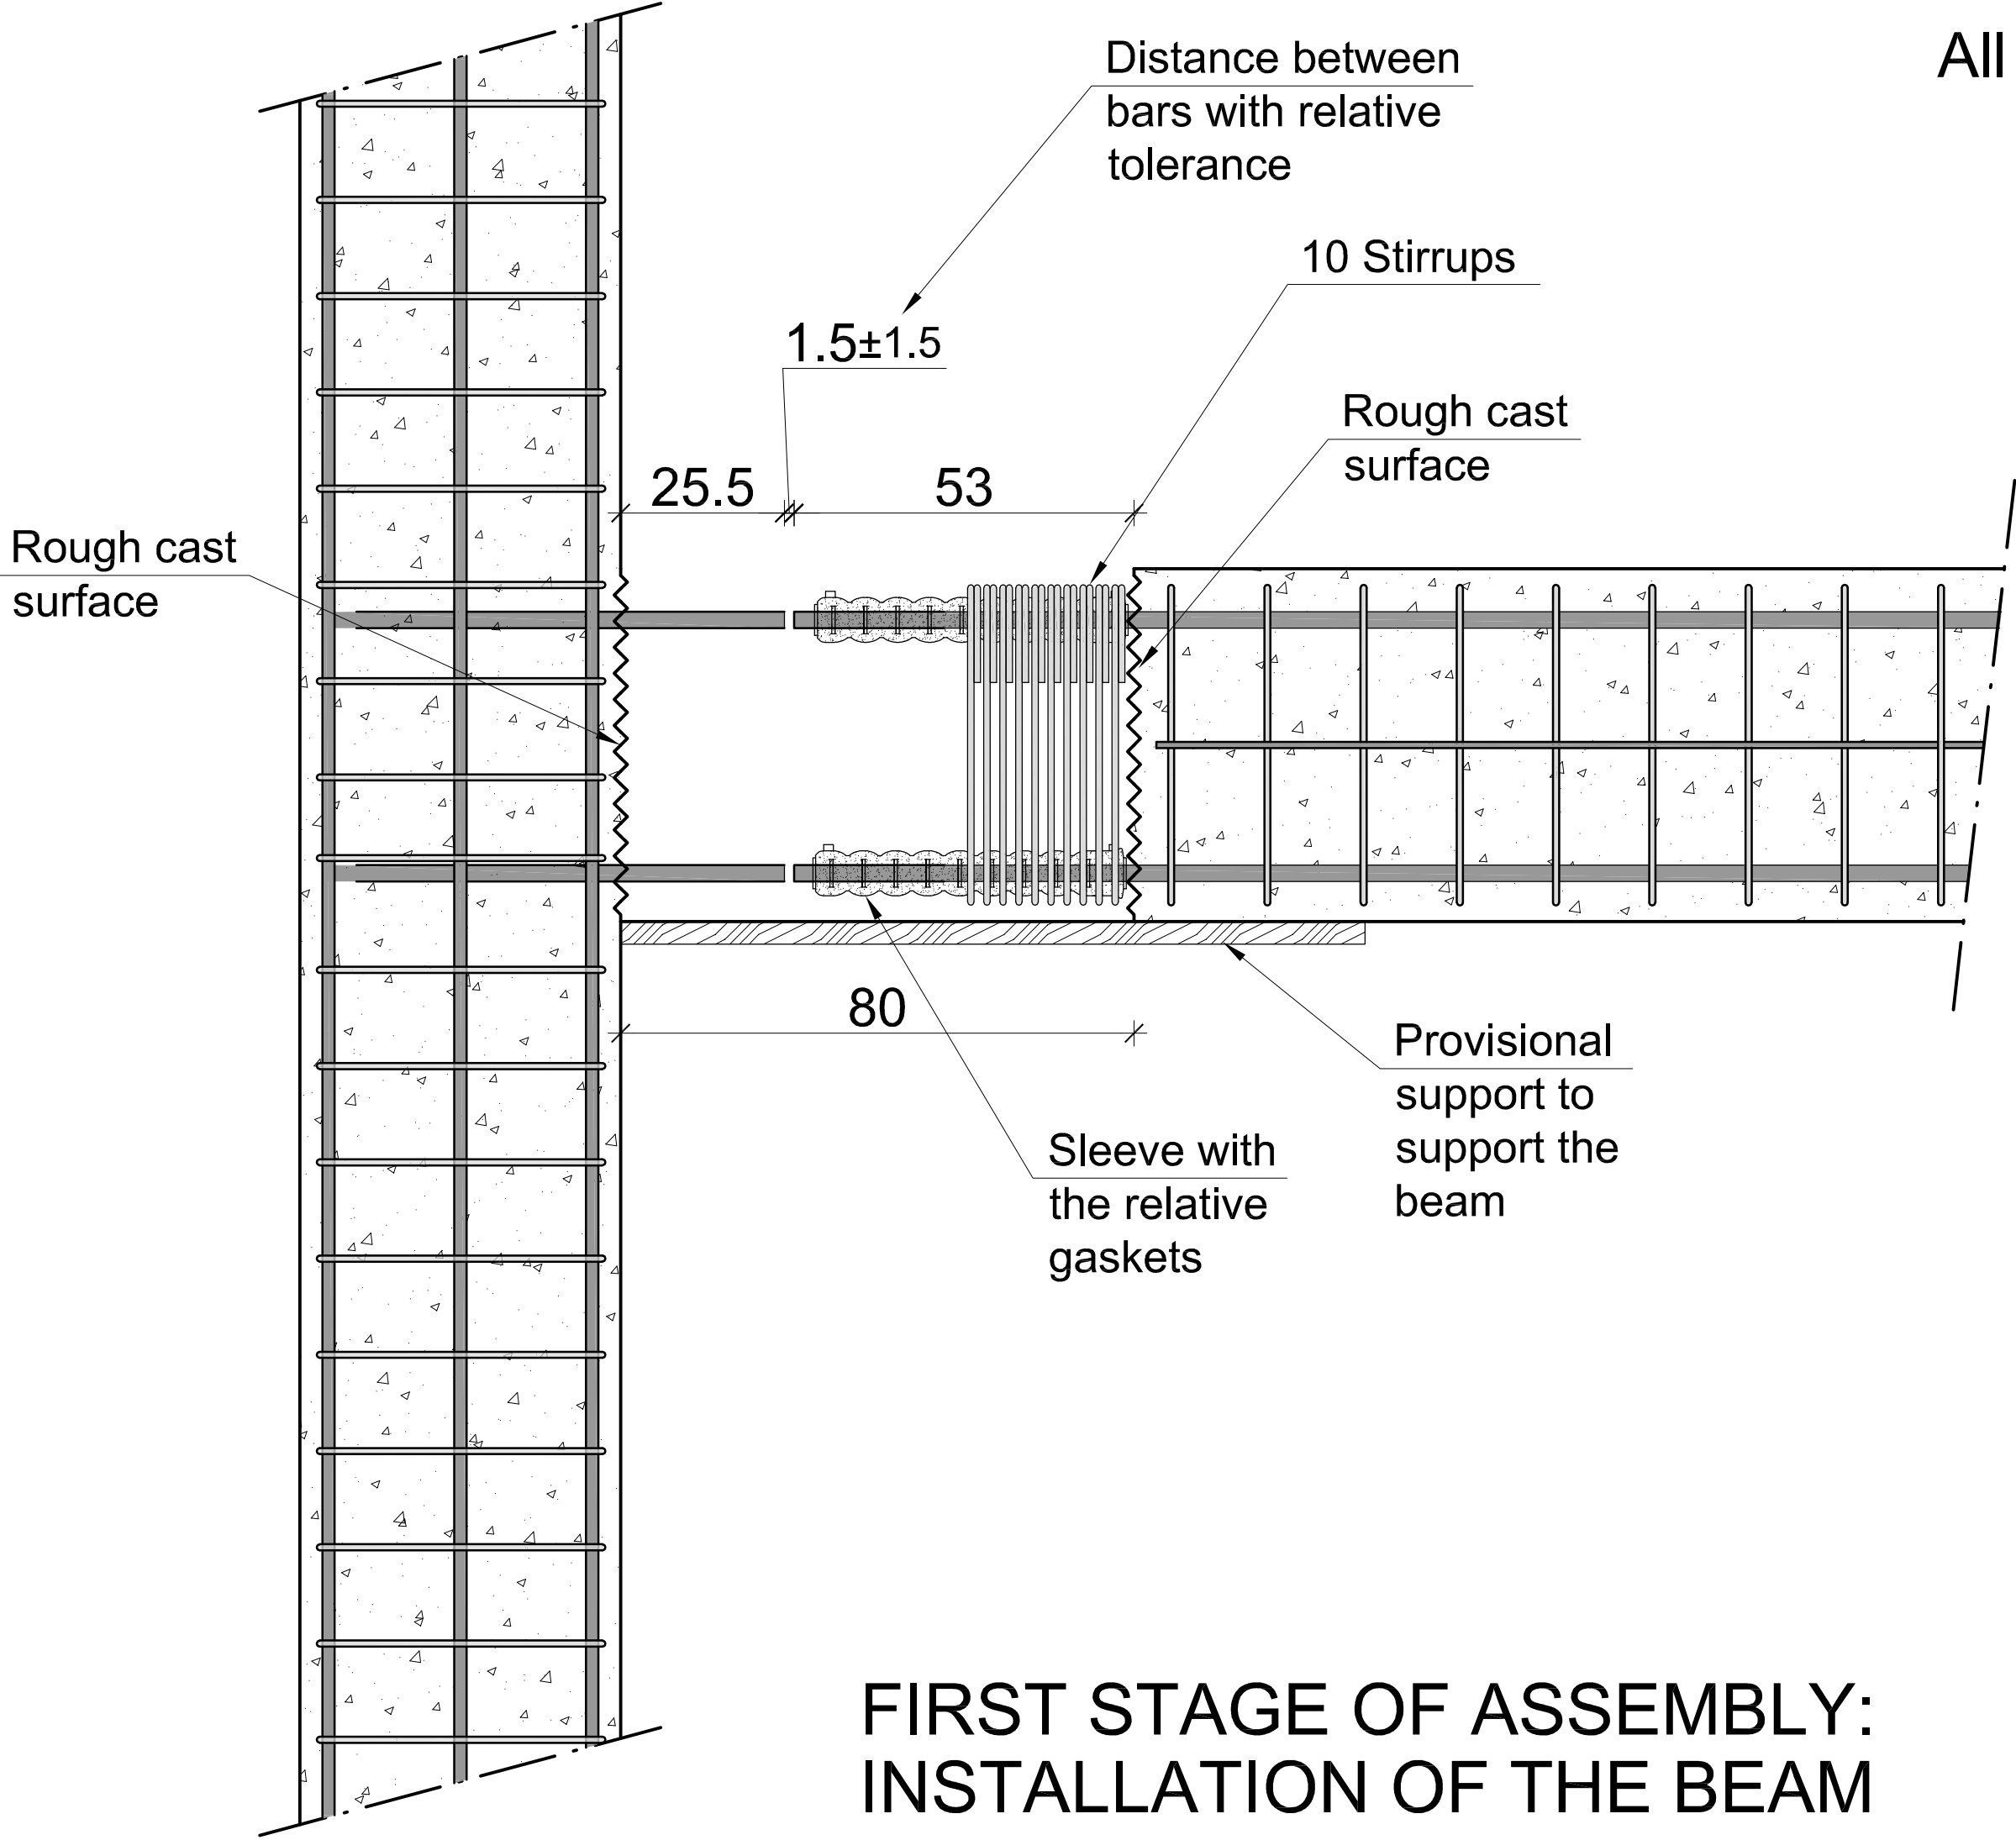 All
Distance between
bars with relative
tolerance
10 Stirrups
1.5±1.5
Rough cast
surface
25.5
53
Rough cast
surface
80
Provisional
support to
support the
beam
Sleeve with
the relative
gaskets
FIRST STAGE OF ASSEMBLY:
INSTALLATION OF THE BEAM